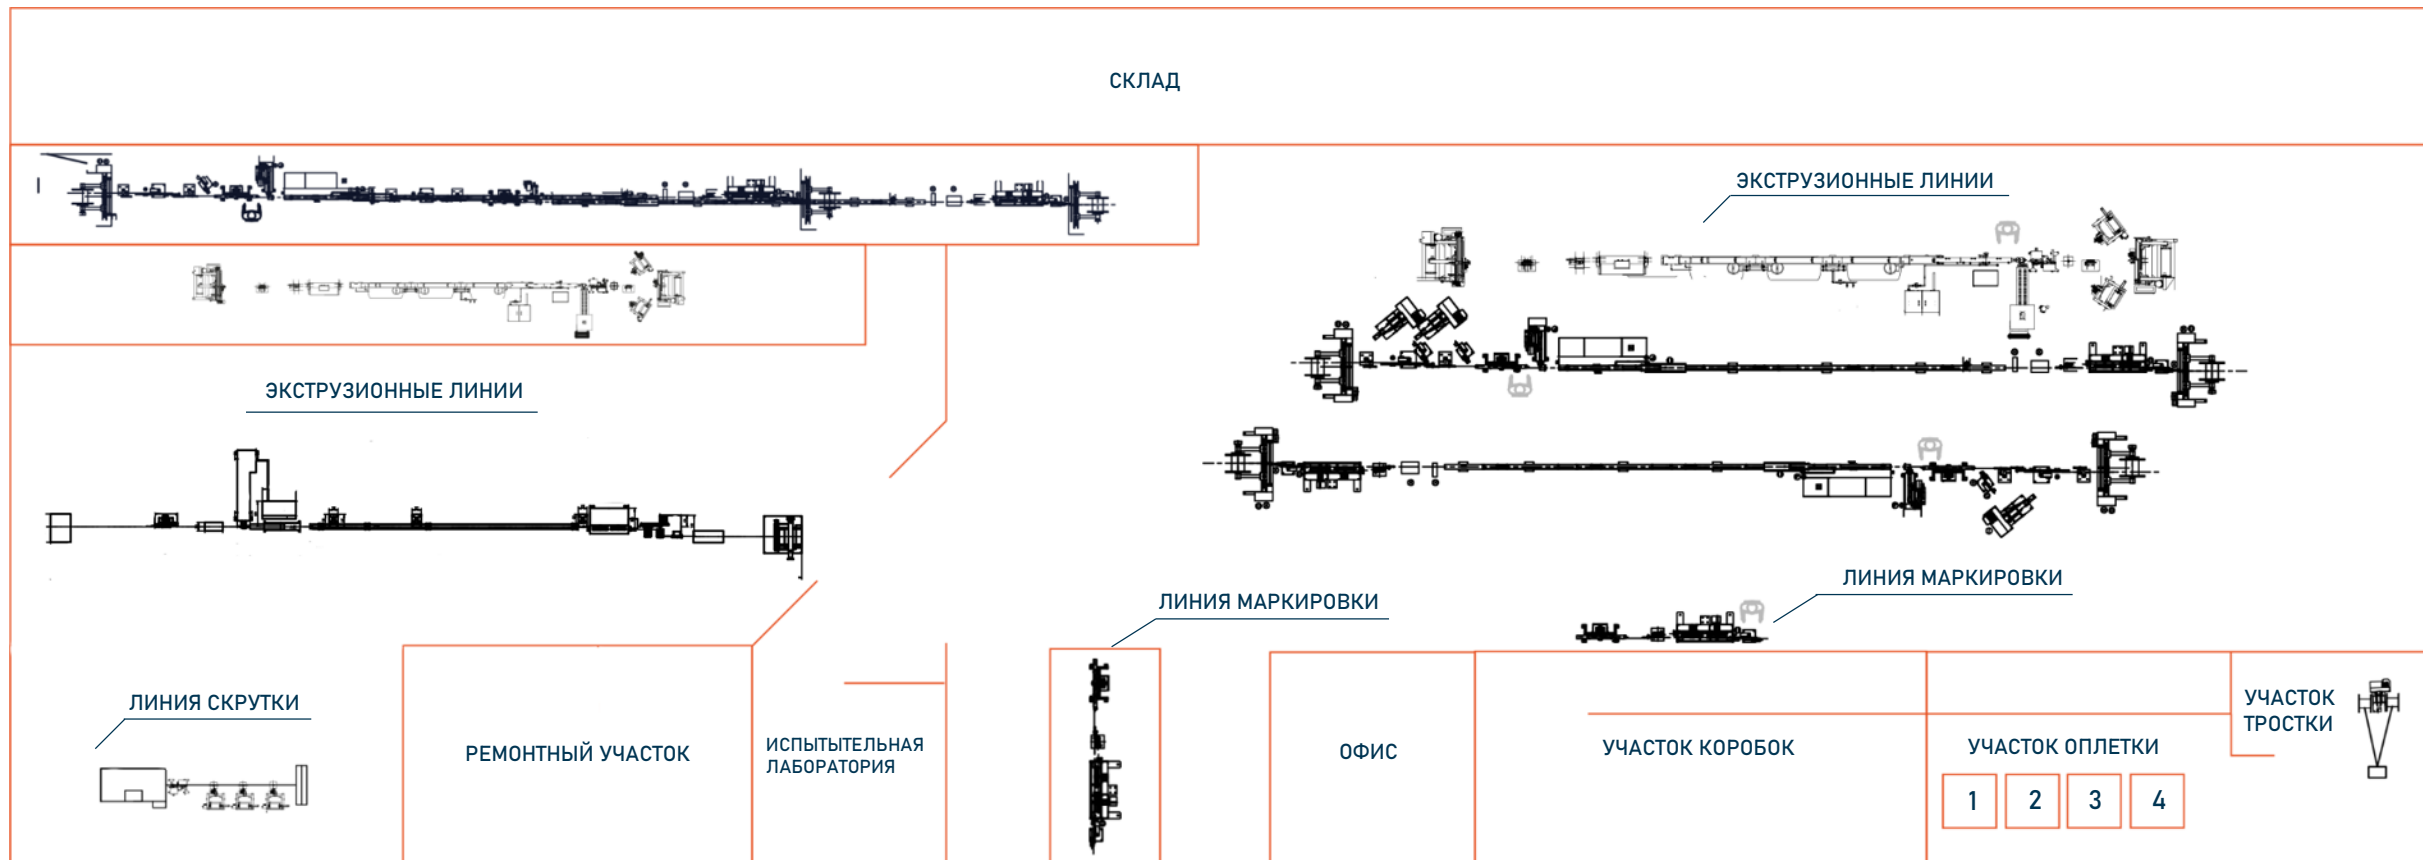 СКЛАД
ЭКСТРУЗИОННЫЕ ЛИНИИ
ЭКСТРУЗИОННЫЕ ЛИНИИ
ЛИНИЯ МАРКИРОВКИ
ЛИНИЯ МАРКИРОВКИ
ЛИНИЯ СКРУТКИ
РЕМОНТНЫЙ УЧАСТОК
ИСПЫТЫТЕЛЬНАЯ
ЛАБОРАТОРИЯ
ОФИС
УЧАСТОК КОРОБОК
УЧАСТОК ОПЛЕТКИ
1 2 3 4
УЧАСТОК
ТРОСТКИ